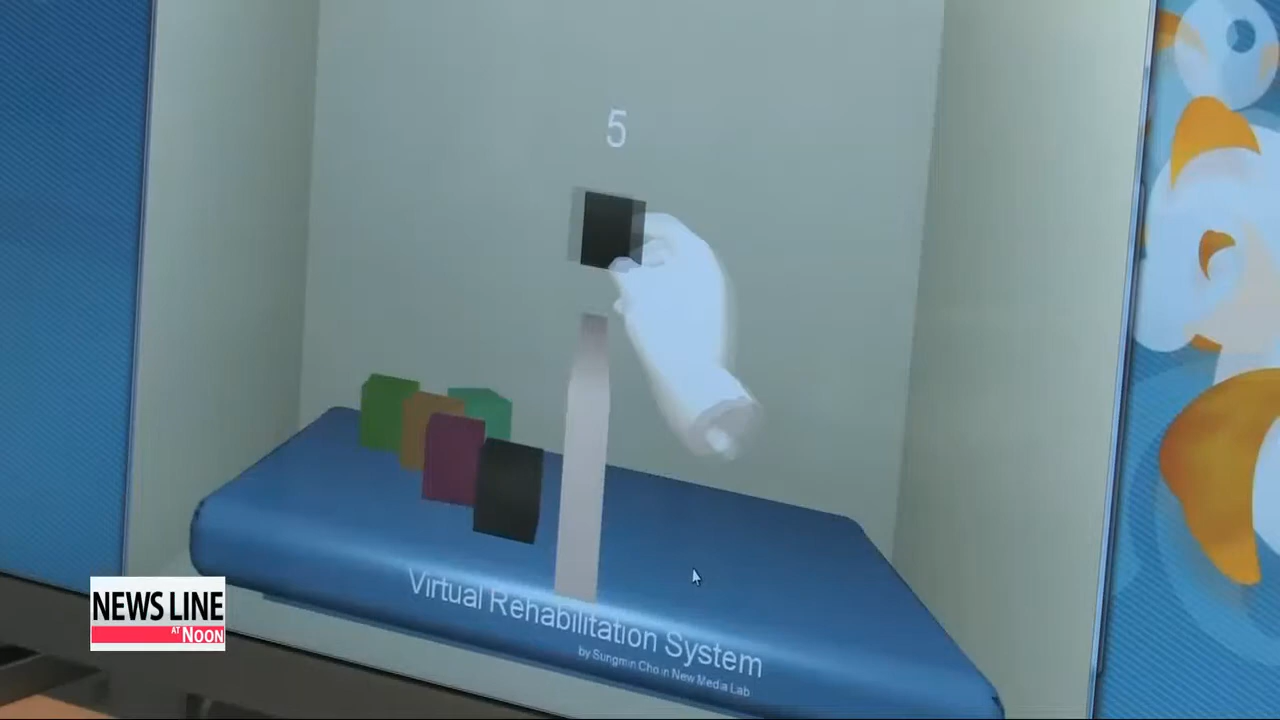 5
Virtual Rehabilitation System
by Sungmin Cho in New Media Lab
NEWS LINE
AT NOON